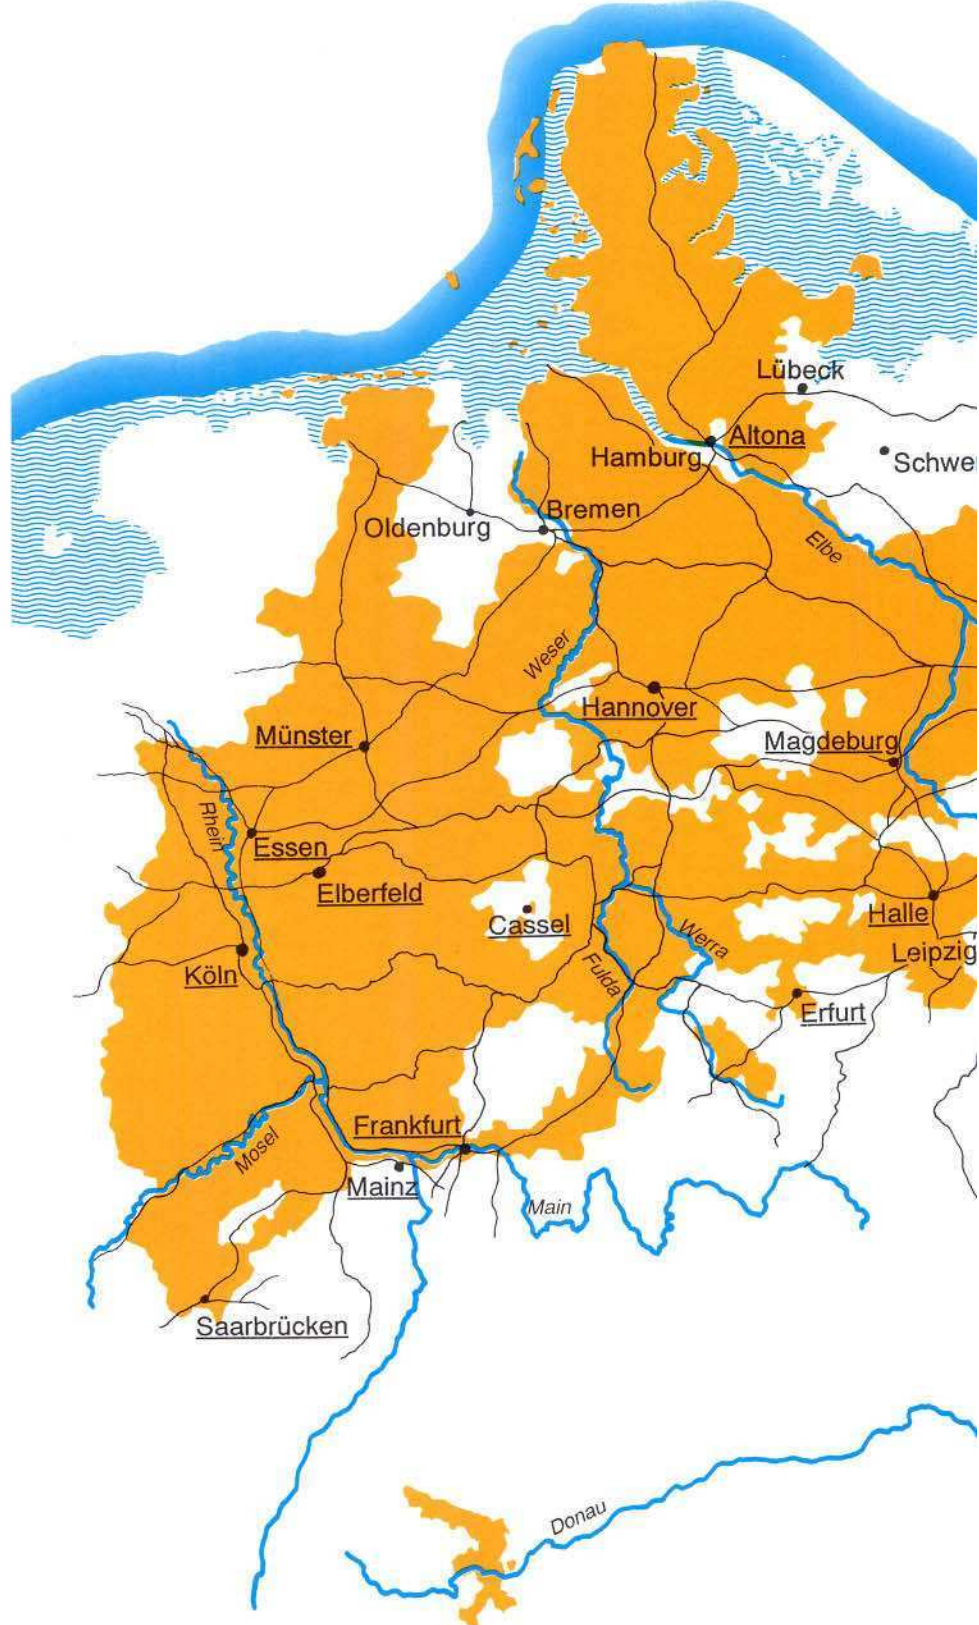 Lübeck
Altona
Hamburg
Schwe
Bremen
Oldenburg
Elbe
Weser
Hannover
Münster
Magdeburg
Rhein
Essen
Elberfeld
Cassel
Halle
Werra
Leipzig
Köln
Fulda
Erfurt
Frankfurt
Mosel
Mainz
Main
Saarbrücken
Donau